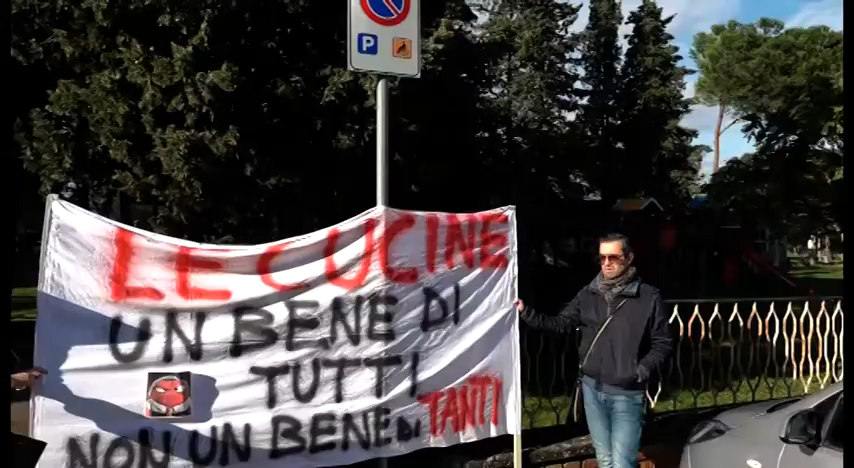 P
LE CUCINE
UN BENE DI
TUTTI
NON UN BENE DI TANTI